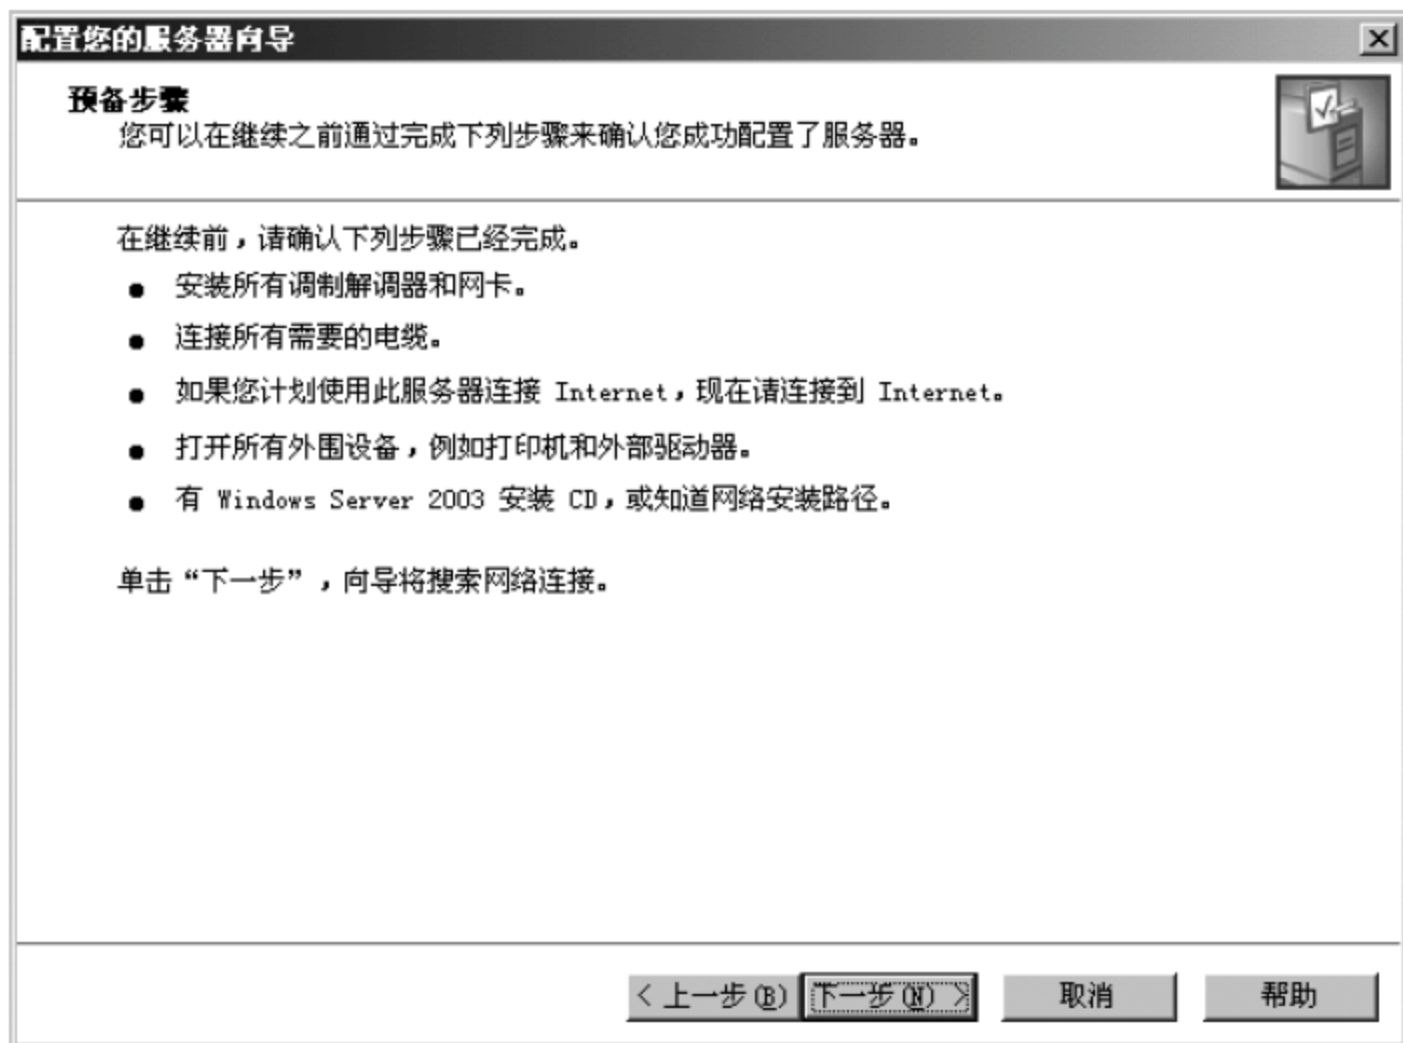 配置您的服务器向导
预备步骤
您可以在继续之前通过完成下列步骤来确认您成功配置了服务器。
在继续前，请确认下列步骤已经完成。
● 安装所有调制解调器和网卡。
● 连接所有需要的电缆。
● 如果您计划使用此服务器连接 Internet，现在请连接到 Internet。
● 打开所有外围设备，例如打印机和外部驱动器。
● 有 Windows Server 2003 安装 CD，或知道网络安装路径。
单击“下一步”，向导将搜索网络连接。
< 上一步(B) 下一步(N) > 取消 帮助